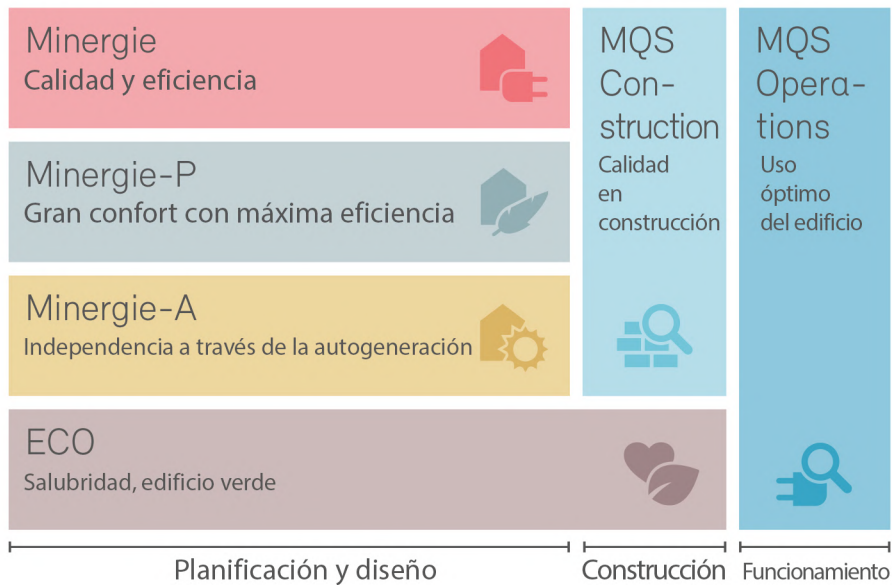 Minergie
Calidad y eficiencia
Minergie-P
Gran confort con máxima eficiencia
Minergie-A
Independencia a través de la autogeneración
ECO
Salubridad, edificio verde
MQS
Con-
struction
Calidad
en
construcción
MQS
Opera-
tions
Uso
óptimo
del edificio
Planificación y diseño
Construcción
Funcionamiento